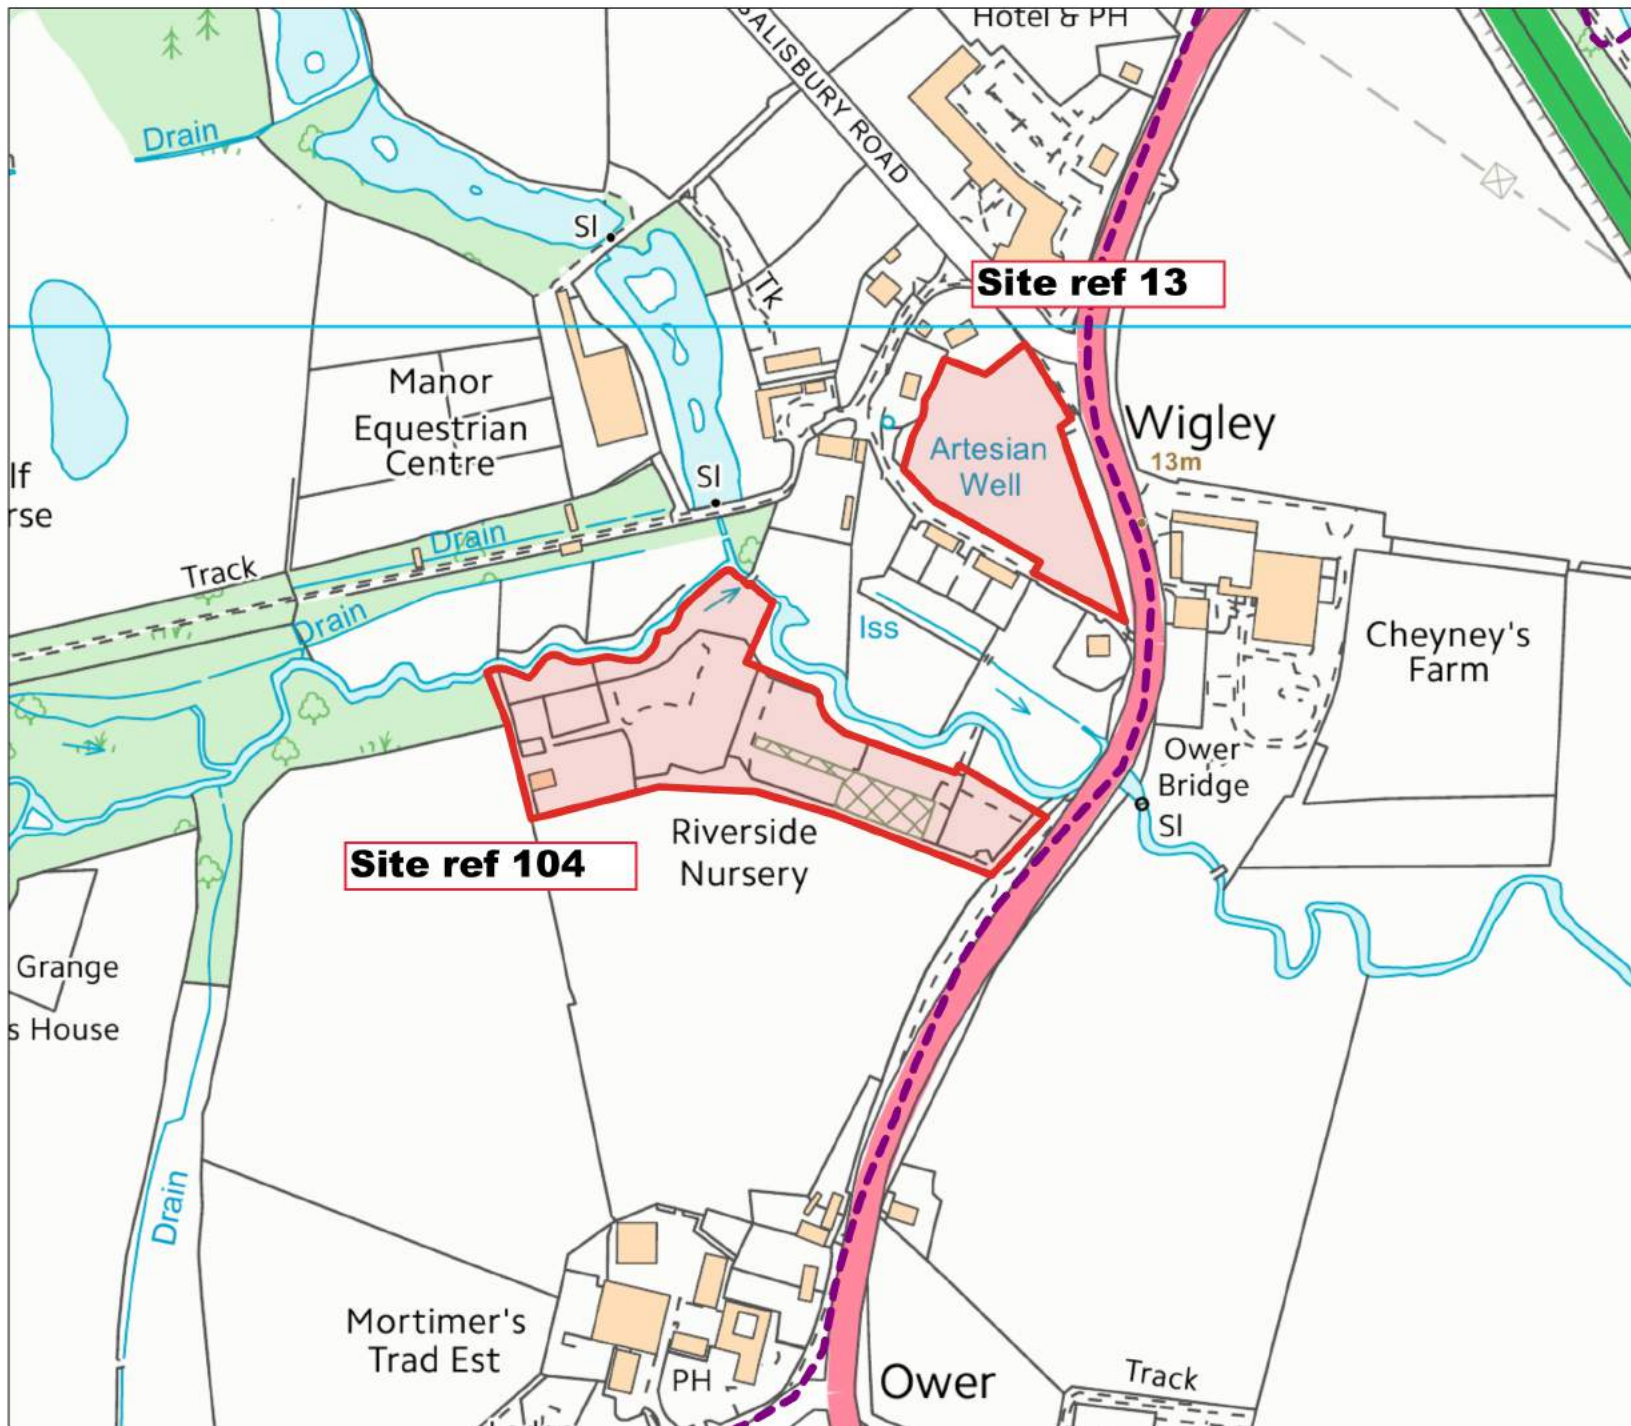 Hotel & PH
SALISBURY ROAD
Drain
Sl
Tk
Site ref 13
Manor
Equestrian
Centre
Wigley
13m
Artesian
Well
lf
rse
Sl
Drain
Track
Drain
Iss
Cheyney's
Farm
Ower
Bridge
Sl
Riverside
Nursery
Site ref 104
Grange
s House
Drain
Mortimer's
Trad Est
PH
Ower
Track